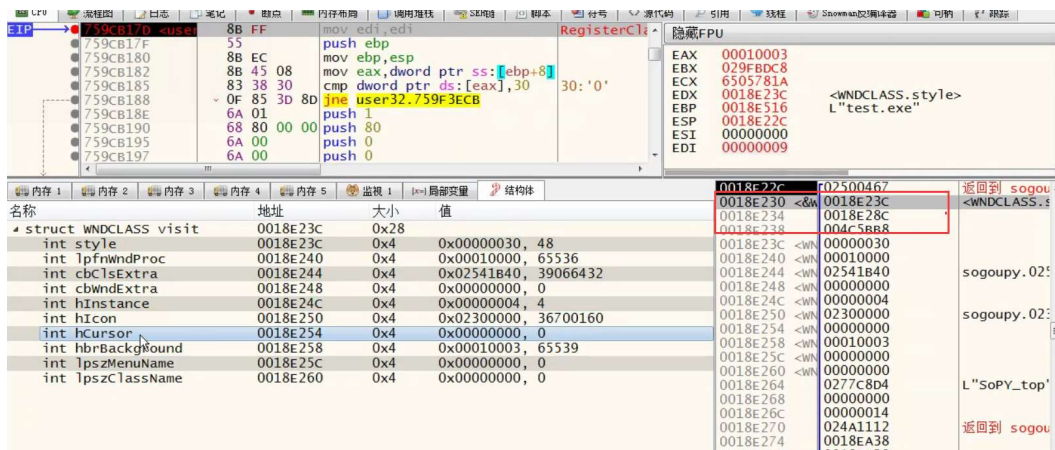 CPU 流程图 日志 笔记 断点 内存布局 调用堆栈 SEH链 脚本 符号 源代码 引用 线程 Snowman反编译器 句柄 跟踪
EIP 759CB17D <user 8B FF mov edi,edi RegisterCla
759CB17F 55 push ebp
759CB180 8B EC mov ebp,esp
759CB182 8B 45 08 mov eax,dword ptr ss:[ebp+8]
759CB185 83 38 30 cmp dword ptr ds:[eax],30 30:'0'
759CB188 0F 85 3D 8D jne user32.759F3ECB
759CB18E 6A 01 push 1
759CB190 68 80 00 00 push 80
759CB195 6A 00 push 0
759CB197 6A 00 push 0
隐藏FPU
EAX 00010003
EBX 029FBDC8
ECX 6505781A
EDX 0018E23C <WNDCLASS.style>
EBP 0018E516 L"test.exe"
ESP 0018E22C
ESI 00000000
EDI 00000009
内存 1 内存 2 内存 3 内存 4 内存 5 监视 1 局部变量 结构体
名称 地址 大小 值
struct WNDCLASS visit 0018E23C 0x28
int style 0018E23C 0x4 0x00000030, 48
int lpfnWndProc 0018E240 0x4 0x00010000, 65536
int cbClsExtra 0018E244 0x4 0x02541B40, 39066432
int cbWndExtra 0018E248 0x4 0x00000000, 0
int hInstance 0018E24C 0x4 0x00000004, 4
int hIcon 0018E250 0x4 0x02300000, 36700160
int hCursor 0018E254 0x4 0x00000000, 0
int hbrBackground 0018E258 0x4 0x00010003, 65539
int lpszMenuName 0018E25C 0x4 0x00000000, 0
int lpszClassName 0018E260 0x4 0x00000000, 0
0018E22C 02500467 返回到 sogou
0018E230 <&W 0018E23C <WNDCLASS.s
0018E234 0018E28C
0018E238 004C5BB8
0018E23C <WN 00000030
0018E240 <WN 00010000
0018E244 <WN 02541B40 sogoupy.025
0018E248 <WN 00000000
0018E24C <WN 00000004
0018E250 <WN 02300000 sogoupy.023
0018E254 <WN 00000000
0018E258 <WN 00010003
0018E25C <WN 00000000
0018E260 <WN 00000000
0018E264 0277C8D4 L"SoPY_top"
0018E268 00000000
0018E26C 00000014
0018E270 024A1112 返回到 sogou
0018E274 0018EA38